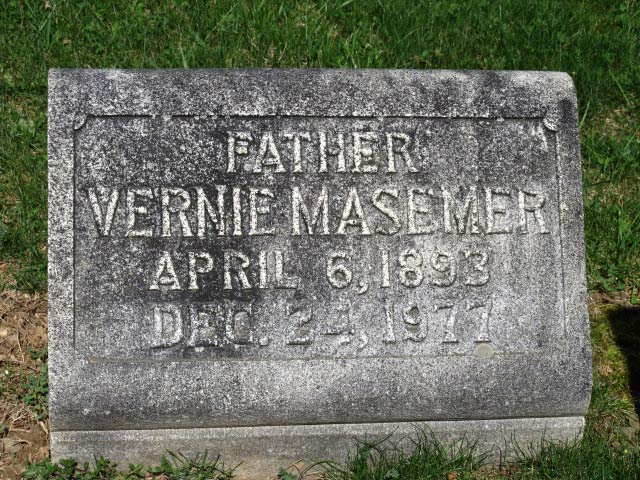 FATHER
VERNIE MASEMER
APRIL 6, 1893
DEC. 24, 1977